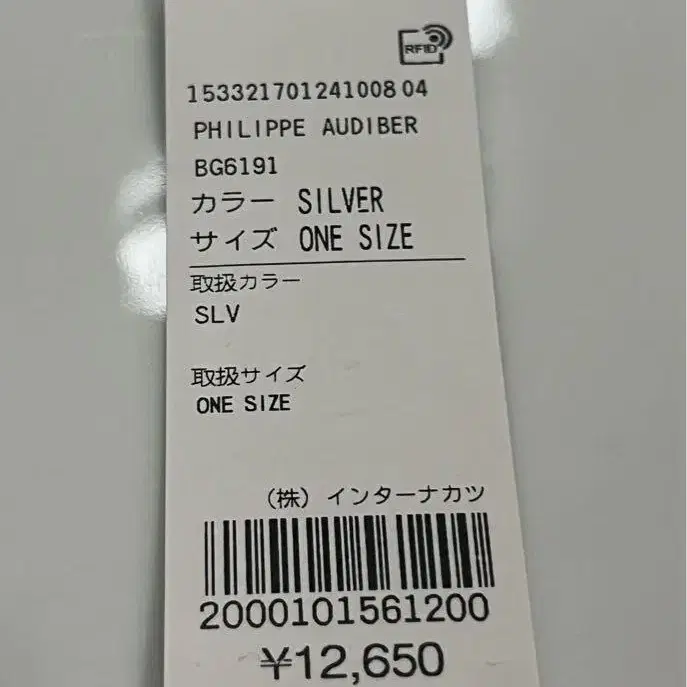 RFID
153321701241008 04
PHILIPPE AUDIBER
BG6191
カラー SILVER
サイズ ONE SIZE
取扱カラー
SLV
取扱サイズ
ONE SIZE
(株) インターナカツ
2000101561200
¥12,650